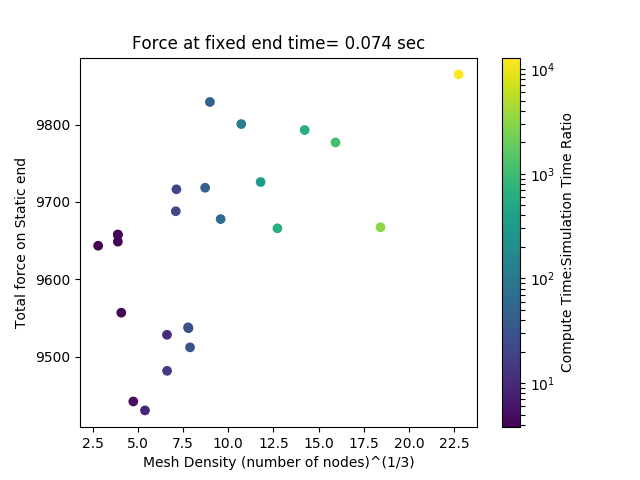 Force at fixed end time= 0.074 sec
9800
9700
9600
9500
Total force on Static end
2.5 5.0 7.5 10.0 12.5 15.0 17.5 20.0 22.5
Mesh Density (number of nodes)^(1/3)
10^4
10^3
10^2
10^1
Compute Time:Simulation Time Ratio